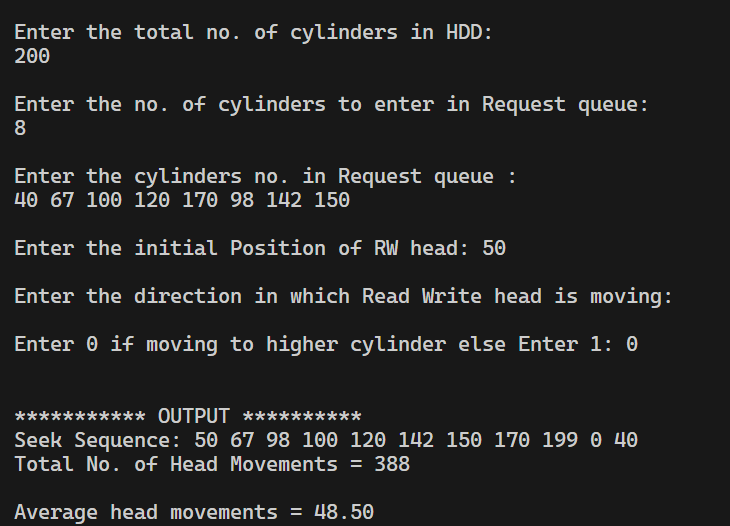 Enter the total no. of cylinders in HDD:
200
Enter the no. of cylinders to enter in Request queue:
8
Enter the cylinders no. in Request queue :
40 67 100 120 170 98 142 150
Enter the initial Position of RW head: 50
Enter the direction in which Read Write head is moving:
Enter 0 if moving to higher cylinder else Enter 1: 0
*********** OUTPUT **********
Seek Sequence: 50 67 98 100 120 142 150 170 199 0 40
Total No. of Head Movements = 388
Average head movements = 48.50